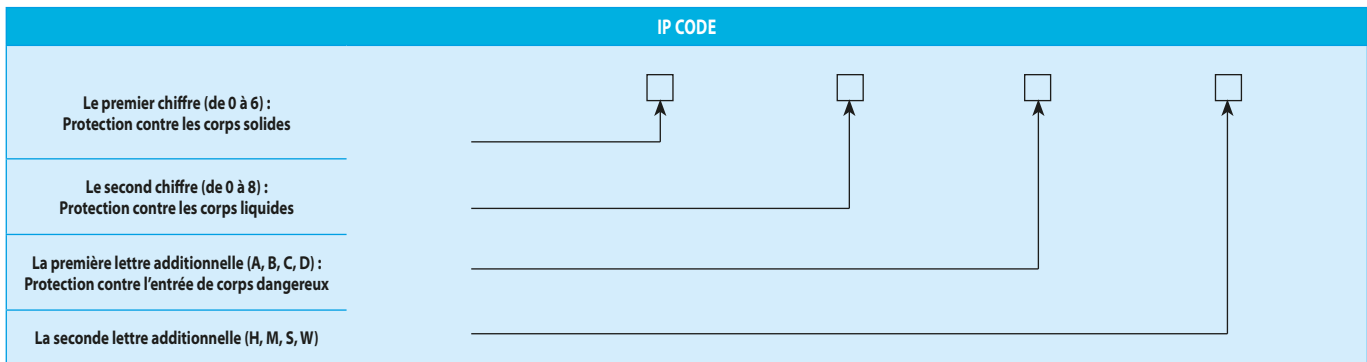 IP CODE
Le premier chiffre (de 0 à 6) :
Protection contre les corps solides
Le second chiffre (de 0 à 8) :
Protection contre les corps liquides
La première lettre additionnelle (A, B, C, D) :
Protection contre l'entrée de corps dangereux
La seconde lettre additionnelle (H, M, S, W)